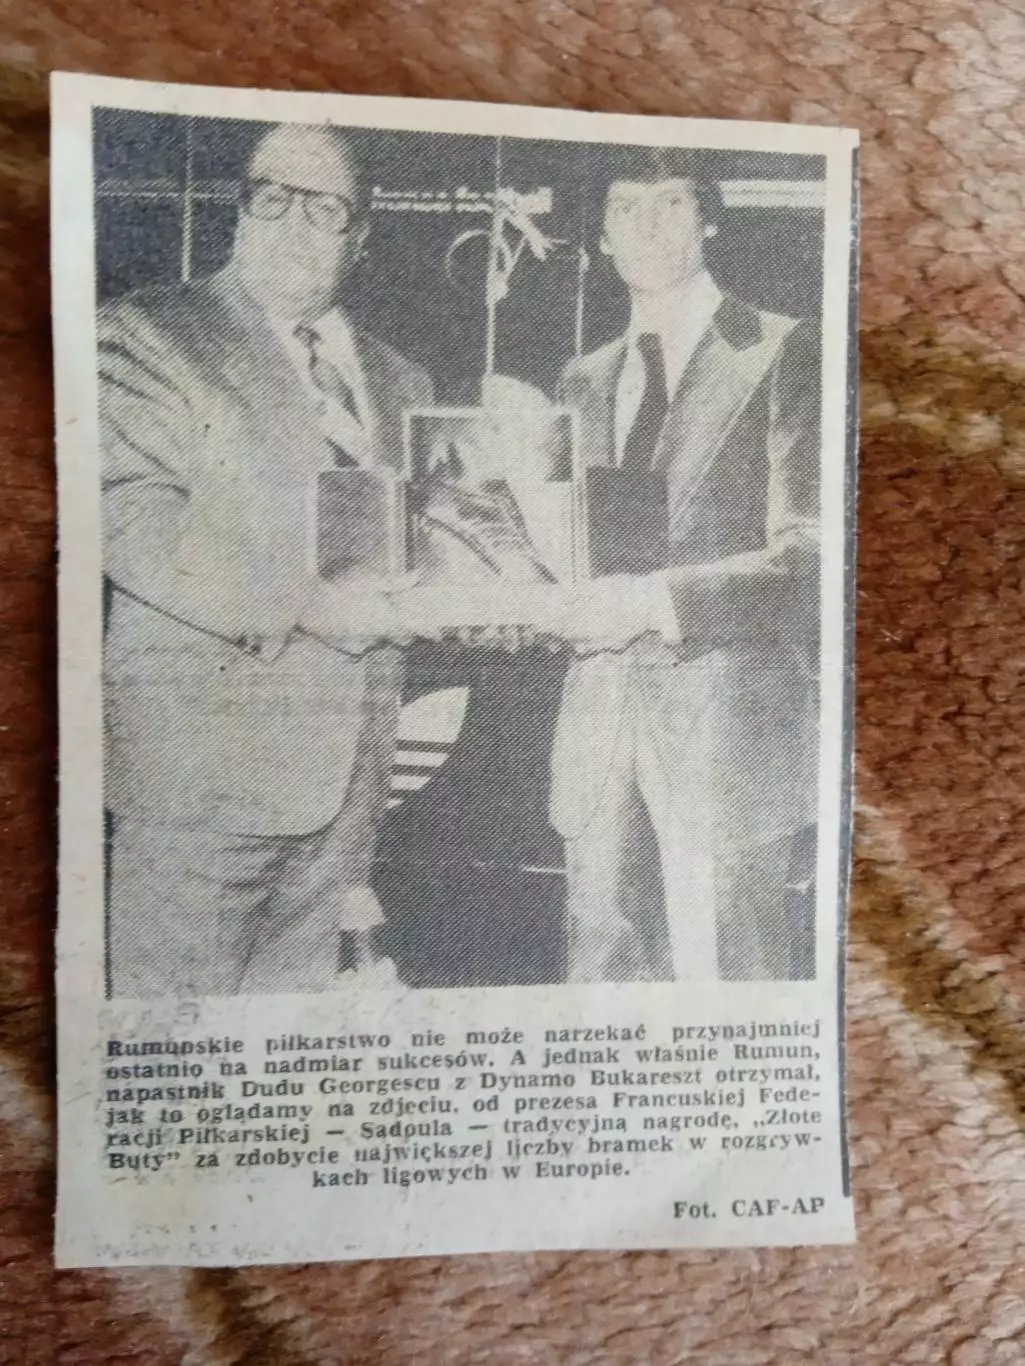 Rumuńskie piłkarstwo nie może narzekać przynajmniej
ostatnio na nadmiar sukcesów. A jednak właśnie Rumun,
napastnik Dudu Georgescu z Dynamo Bukareszt otrzymał,
jak to oglądamy na zdjęciu, od prezesa Francuskiej Fede-
racji Piłkarskiej — Sadoula — tradycyjną nagrodę, „Złote
Buty” za zdobycie największej liczby bramek w rozgryw-
kach ligowych w Europie.
Fot. CAF-AP